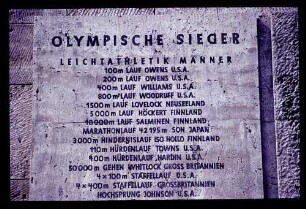 OLYMPISCHE SIEGER
LEICHTATHLETIK MÄNNER
100m LAUF OWENS U.S.A.
200m LAUF OWENS U.S.A.
400m LAUF WILLIAMS U.S.A.
800m LAUF WOODRUFF U.S.A.
1500m LAUF LOVELOCK NEUSEELAND
5000m LAUF HÖCKERT FINNLAND
10000m LAUF SALMINEN FINNLAND
MARATHONLAUF 42195m SON JAPAN
3000m HINDERNISLAUF ISO HOLLO FINNLAND
110m HÜRDENLAUF TOWNS U.S.A.
400m HÜRDENLAUF HARDIN U.S.A.
50000m GEHEN WHITLOCK GROSS BRITANNIEN
4×100m STAFFELLAUF U.S.A.
4×400m STAFFELLAUF GROSSBRITANNIEN
HOCHSPRUNG JOHNSON U.S.A.